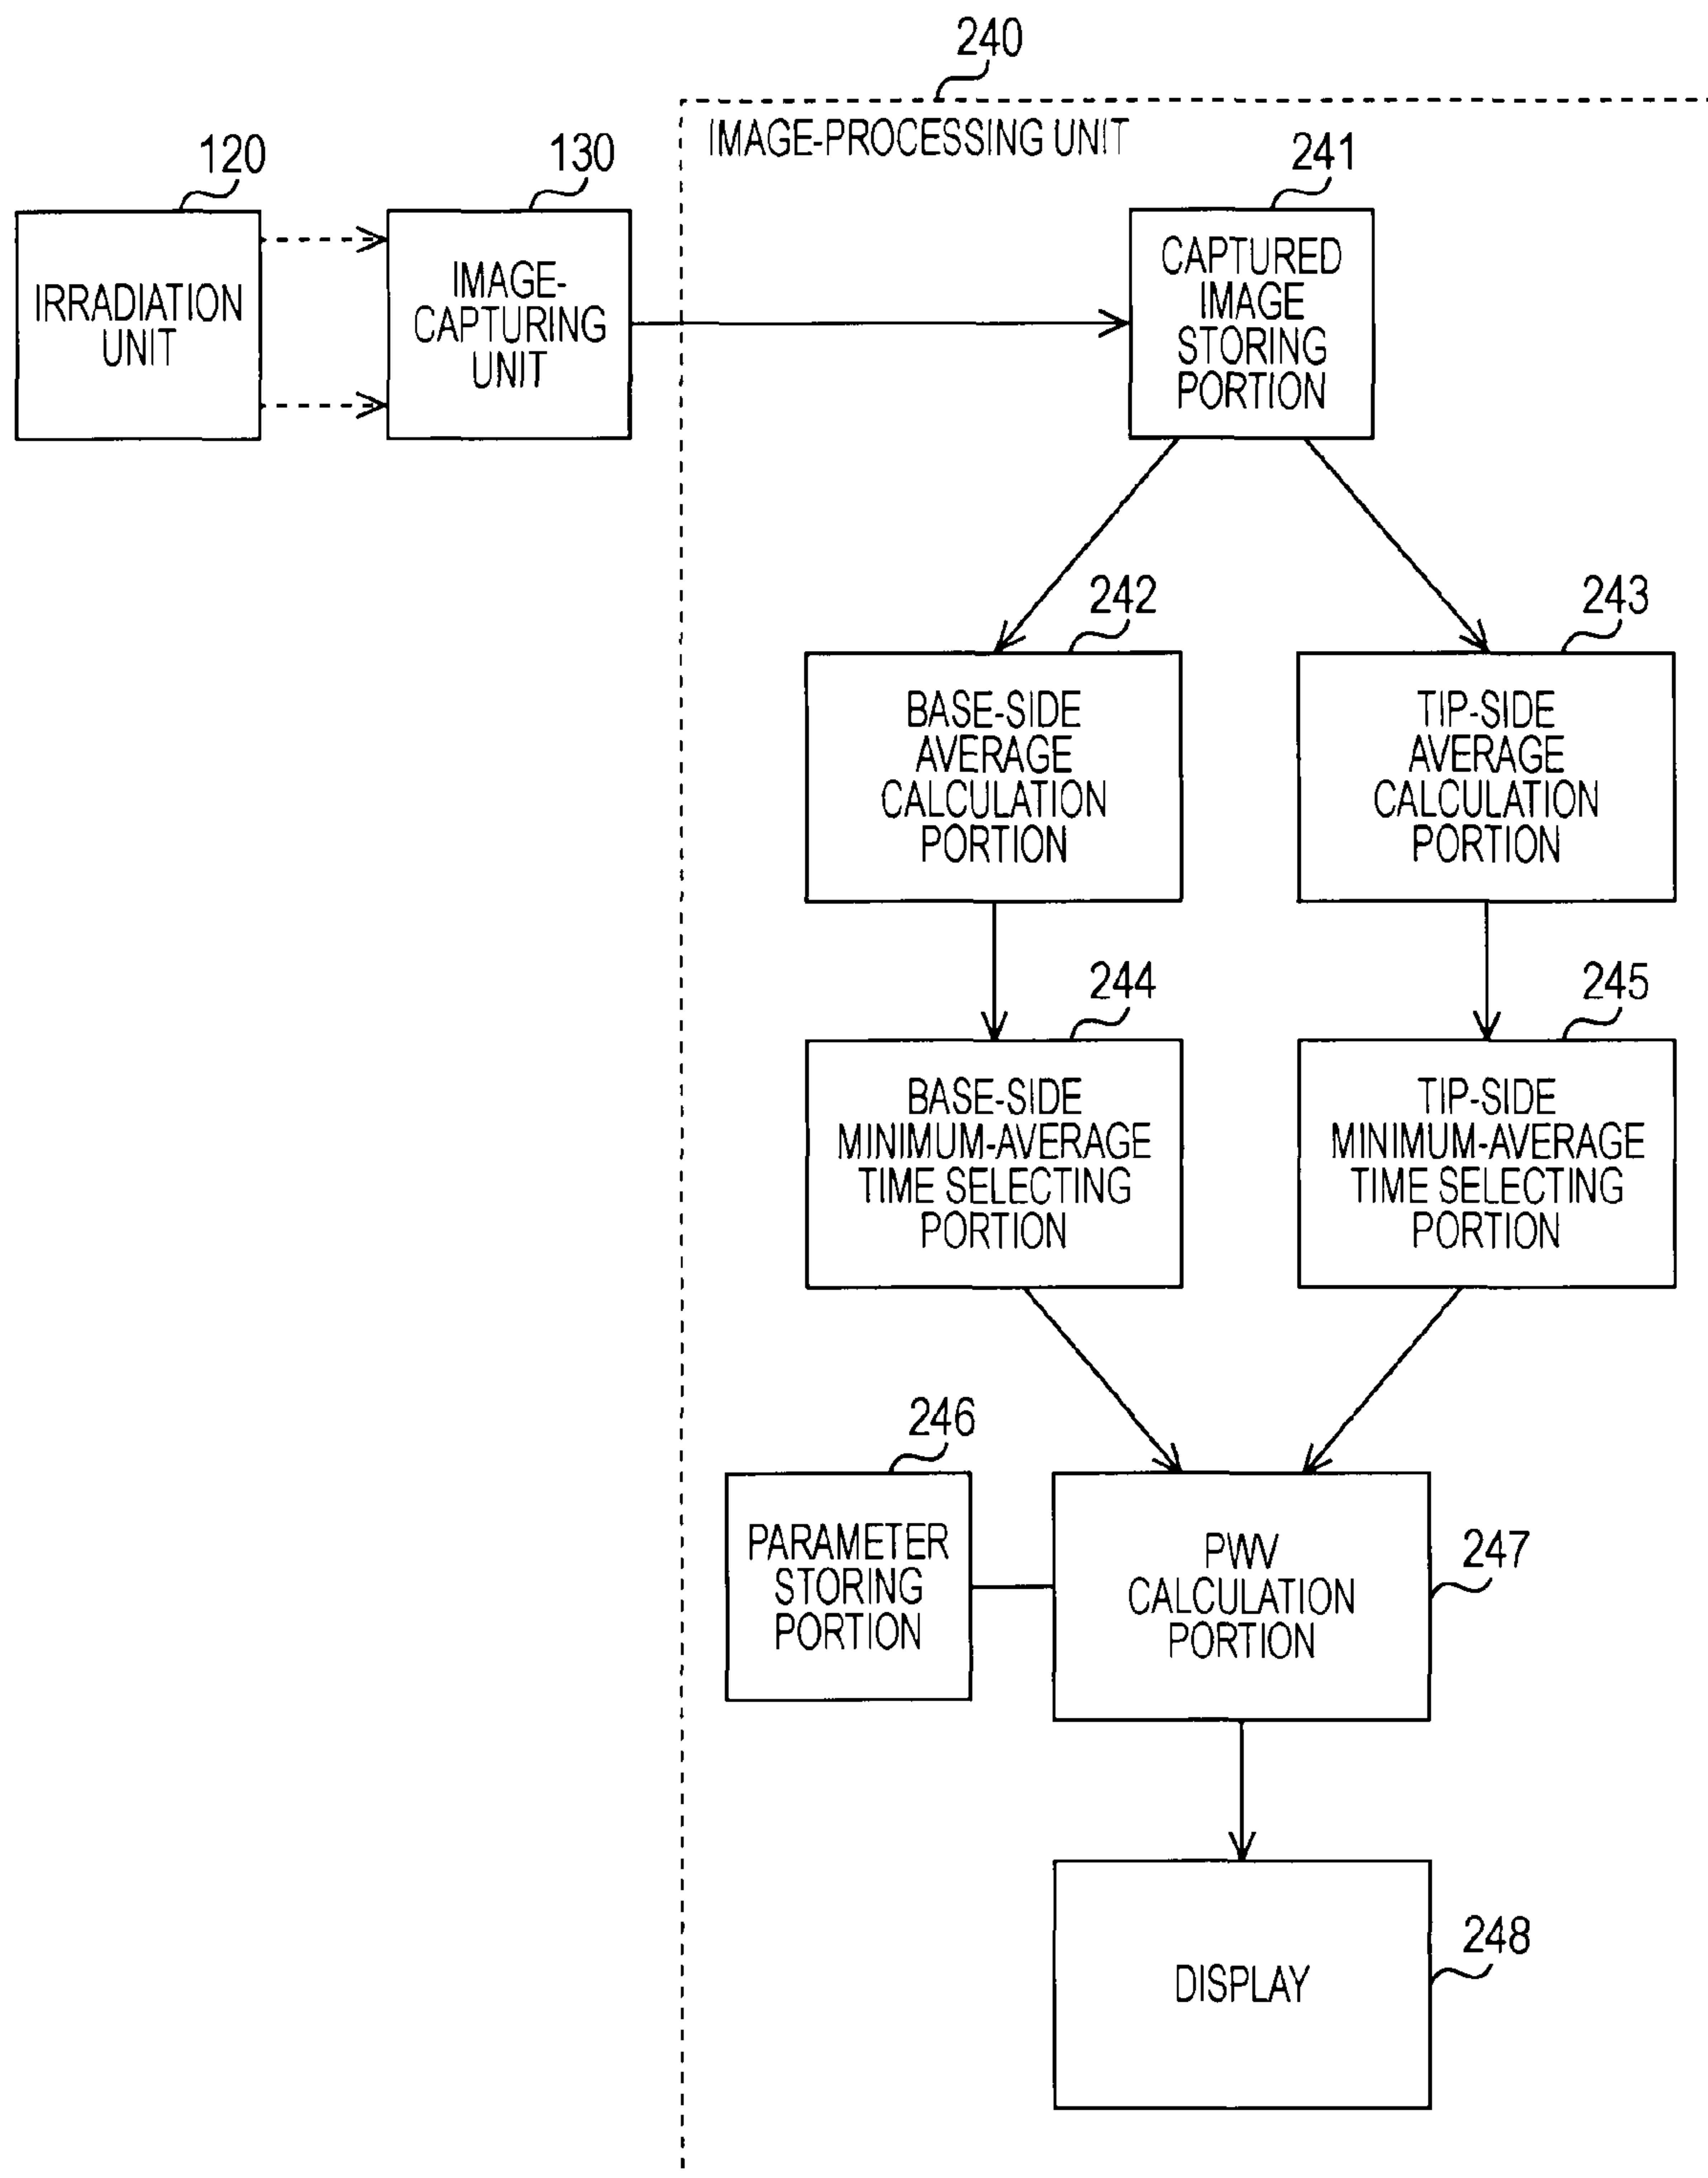 240
IMAGE-PROCESSING UNIT
120
130
241
IRRADIATION
UNIT
IMAGE-
CAPTURING
UNIT
CAPTURED
IMAGE
STORING
PORTION
242
243
BASE-SIDE
AVERAGE
CALCULATION
PORTION
TIP-SIDE
AVERAGE
CALCULATION
PORTION
244
245
BASE-SIDE
MINIMUM-AVERAGE
TIME SELECTING
PORTION
TIP-SIDE
MINIMUM-AVERAGE
TIME SELECTING
PORTION
246
PARAMETER
STORING
PORTION
PWV
CALCULATION
PORTION
247
DISPLAY
248